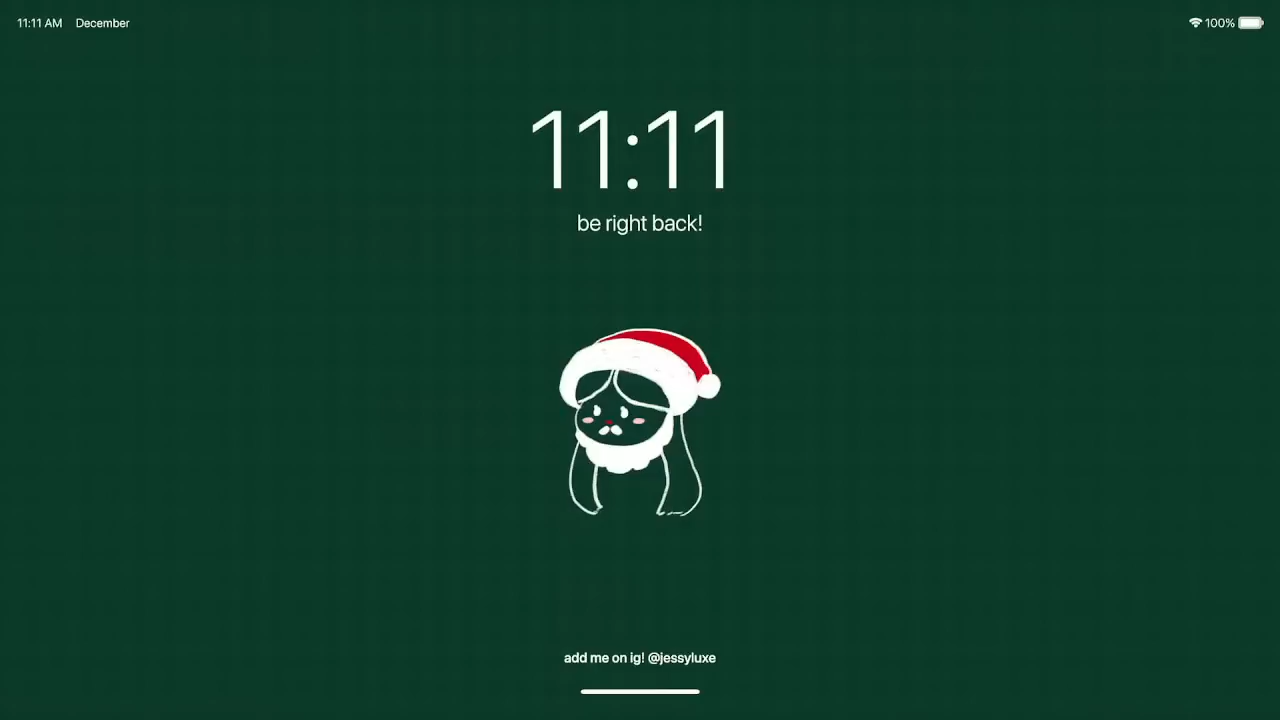 11:11 AM December
100%
11:11
be right back!
add me on ig! @jessyluxe